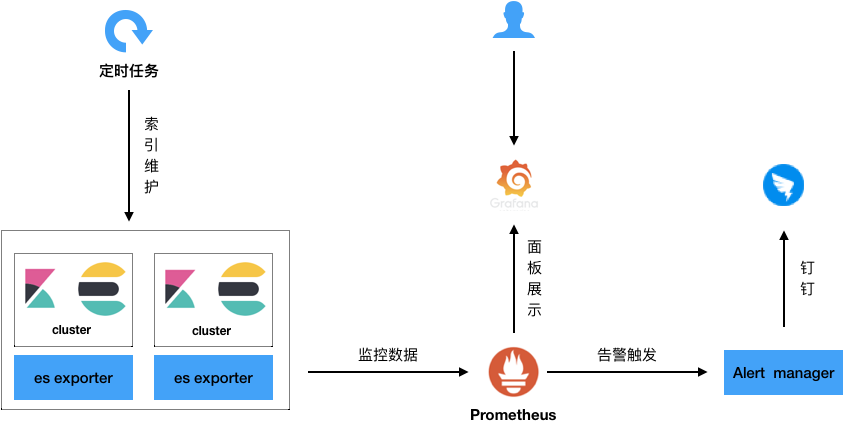 定时任务
索引维护
cluster
cluster
es exporter
es exporter
监控数据
Grafana
面板展示
Prometheus
告警触发
钉钉
Alert manager